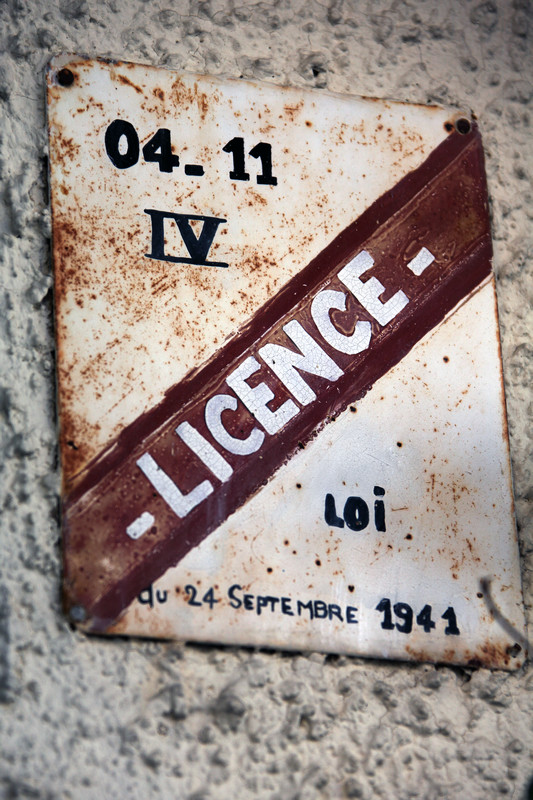 04_11
IV
-LICENCE-
LOi
du 24 SEPTEMBRE 1941